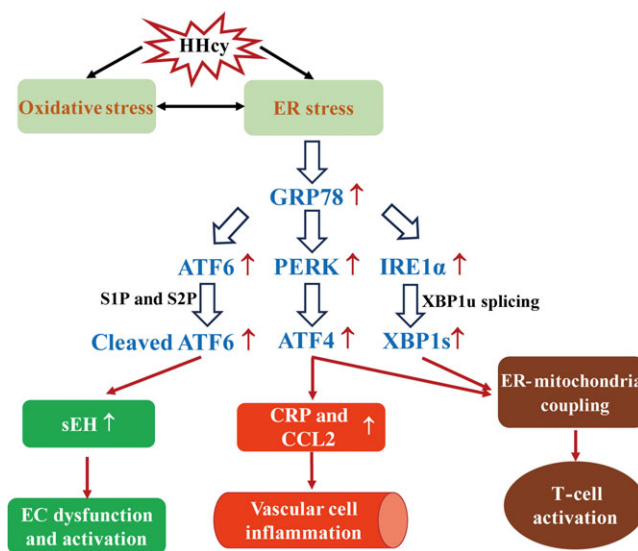 HHcy
Oxidative stress
ER stress
GRP78 ↑
ATF6 ↑
PERK ↑
IRE1α ↑
S1P and S2P
XBP1u splicing
Cleaved ATF6 ↑
ATF4 ↑
XBP1s ↑
sEH ↑
CRP and
CCL2 ↑
ER-mitochondria
coupling
EC dysfunction
and activation
Vascular cell
inflammation
T-cell
activation